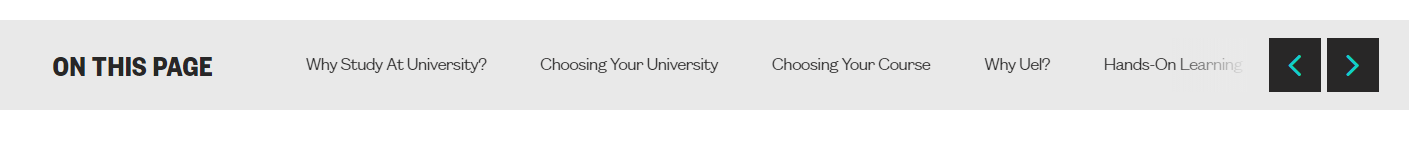 ON THIS PAGE Why Study At University? Choosing Your University Choosing Your Course Why Uel? Hands-On Learning